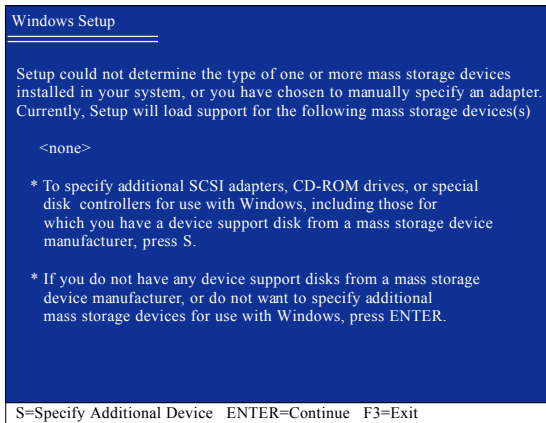 Windows Setup
Setup could not determine the type of one or more mass storage devices
installed in your system, or you have chosen to manually specify an adapter.
Currently, Setup will load support for the following mass storage devices(s)
<none>
* To specify additional SCSI adapters, CD-ROM drives, or special
disk controllers for use with Windows, including those for
which you have a device support disk from a mass storage device
manufacturer, press S.
* If you do not have any device support disks from a mass storage
device manufacturer, or do not want to specify additional
mass storage devices for use with Windows, press ENTER.
S=Specify Additional Device ENTER=Continue F3=Exit